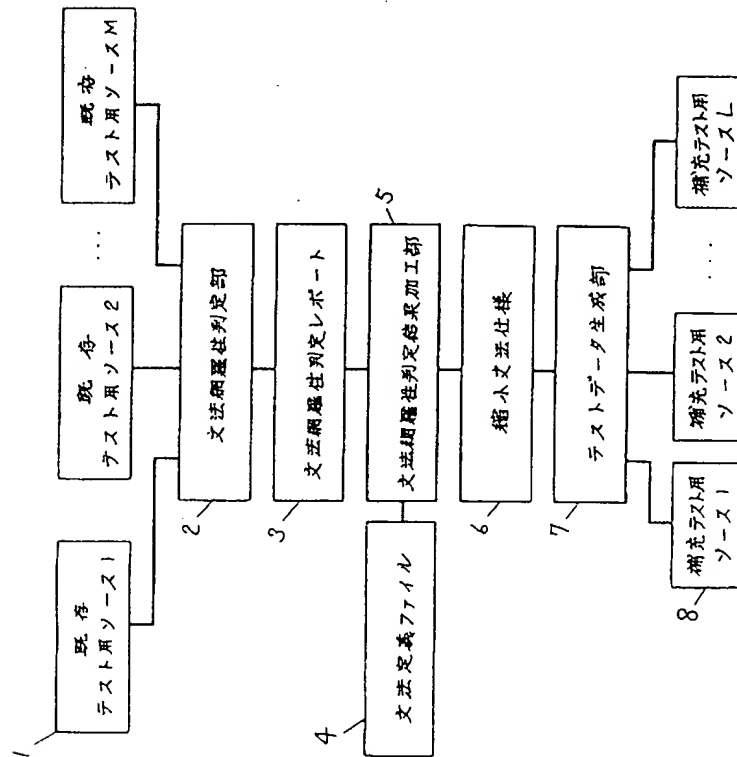 1
既存
テスト用ソース1
既存
テスト用ソース2
...
既存
テスト用ソースM
2
文法網羅性判定部
3
文法網羅性判定レポート
4
文法定義ファイル
5
文法網羅性判定結果加工部
6
縮小文法仕様
7
テストデータ生成部
8
補充テスト用
ソース1
補充テスト用
ソース2
....
補充テスト用
ソースL